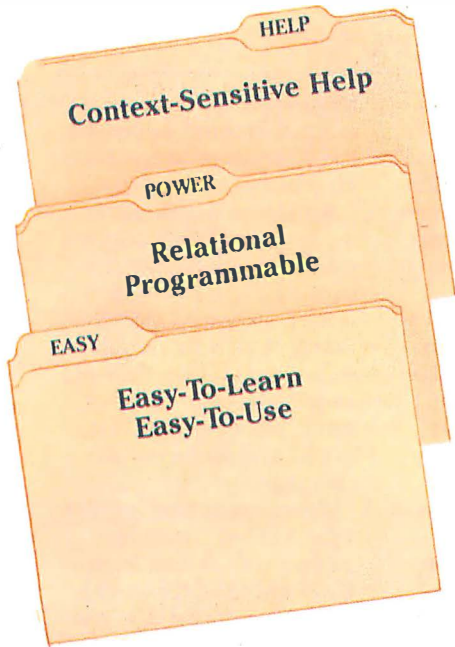 HELP
Context-Sensitive Help
POWER
Relational
Programmable
EASY
Easy-To-Learn
Easy-To-Use